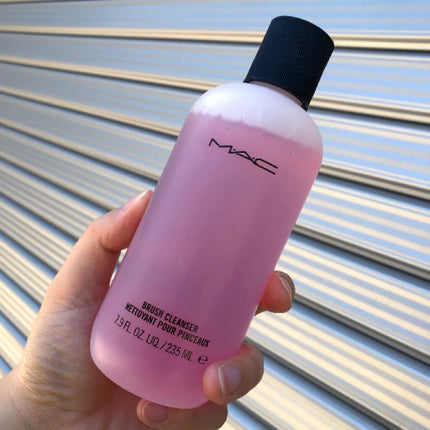 MAC
BRUSH CLEANSER
NETTOYANT POUR PINCEAUX
7.9 FL. OZ. LIQ. / 235 ML ℮